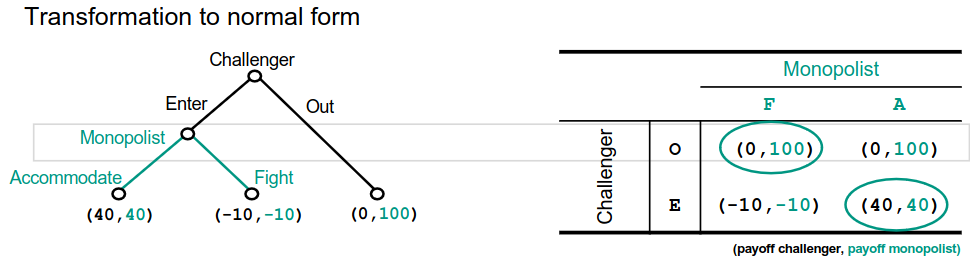 Transformation to normal form
Challenger
Enter
Out
Monopolist
Accommodate
Fight
(40,40)
(-10,-10)
(0,100)
Monopolist
F A
Challenger
O (0,100) (0,100)
E (-10,-10) (40,40)
(payoff challenger, payoff monopolist)